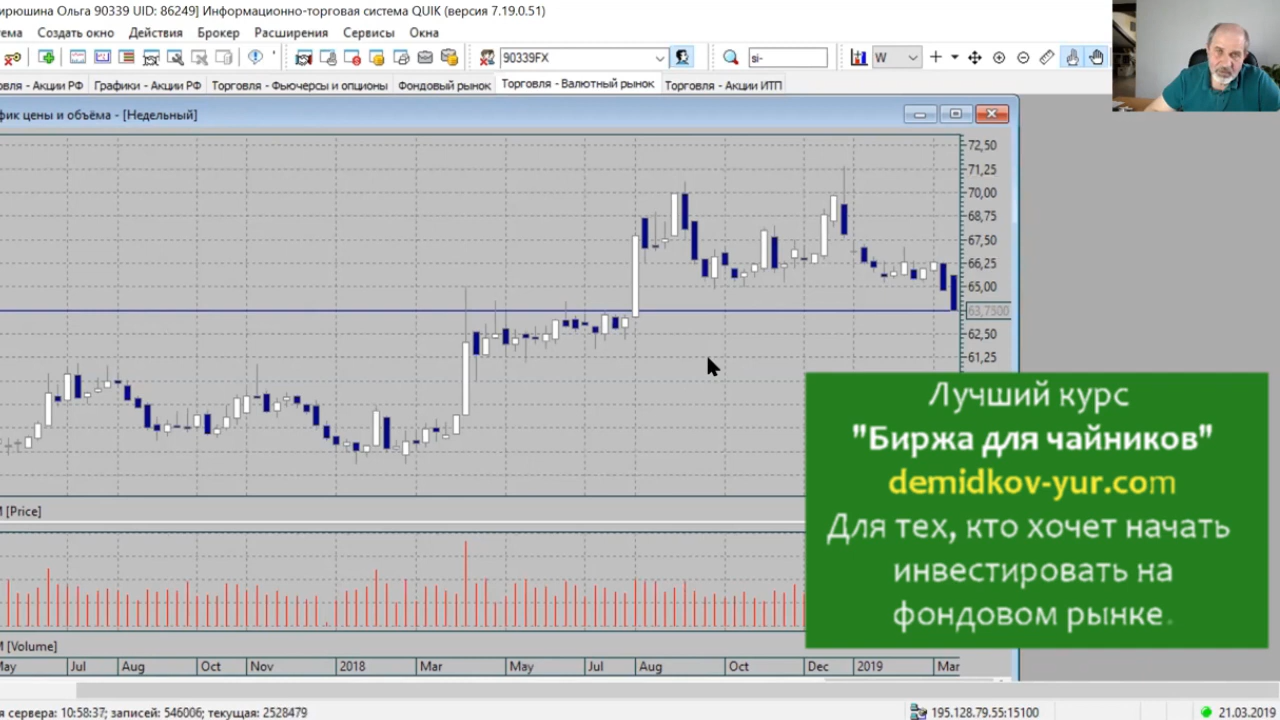 ирюшина Ольга 90339 UID: 86249] Информационно-торговая система QUIK (версия 7.19.0.51)
тема Создать окно Действия Брокер Расширения Сервисы Окна
90339FX si- W
овля - Акции РФ Графики - Акции РФ Торговля - Фьючерсы и опционы Фондовый рынок Торговля - Валютный рынок Торговля - Акции ИТП
фик цены и объёма - [Недельный]
72,50
71,25
70,00
68,75
67,50
66,25
65,00
63,7300
62,50
61,25
Лучший курс
"Биржа для чайников"
demidkov-yur.com
Для тех, кто хочет начать
инвестировать на
фондовом рынке.
M [Price]
M [Volume]
May Jul Aug Oct Nov 2018 Mar May Jul Aug Oct Dec 2019 Mar
я сервера: 10:58:37; записей: 546006; текущая: 2528479 195.128.79.55:15100 21.03.2019